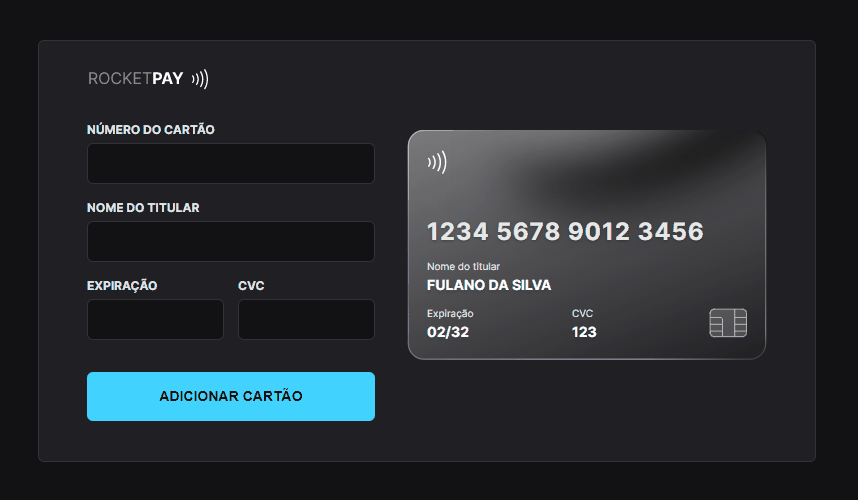 ROCKETPAY
NÚMERO DO CARTÃO
NOME DO TITULAR
EXPIRAÇÃO CVC
ADICIONAR CARTÃO
1234 5678 9012 3456
Nome do titular
FULANO DA SILVA
Expiração CVC
02/32 123